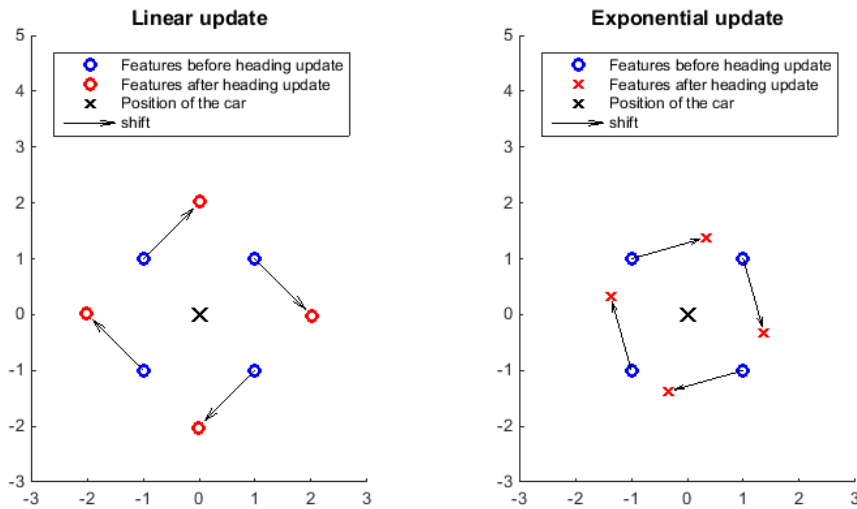 Linear update
5
4
3
2
1
0
-1
-2
-3
-3 -2 -1 0 1 2 3
Features before heading update
Features after heading update
Position of the car
shift
Exponential update
5
4
3
2
1
0
-1
-2
-3
-3 -2 -1 0 1 2 3
Features before heading update
Features after heading update
Position of the car
shift